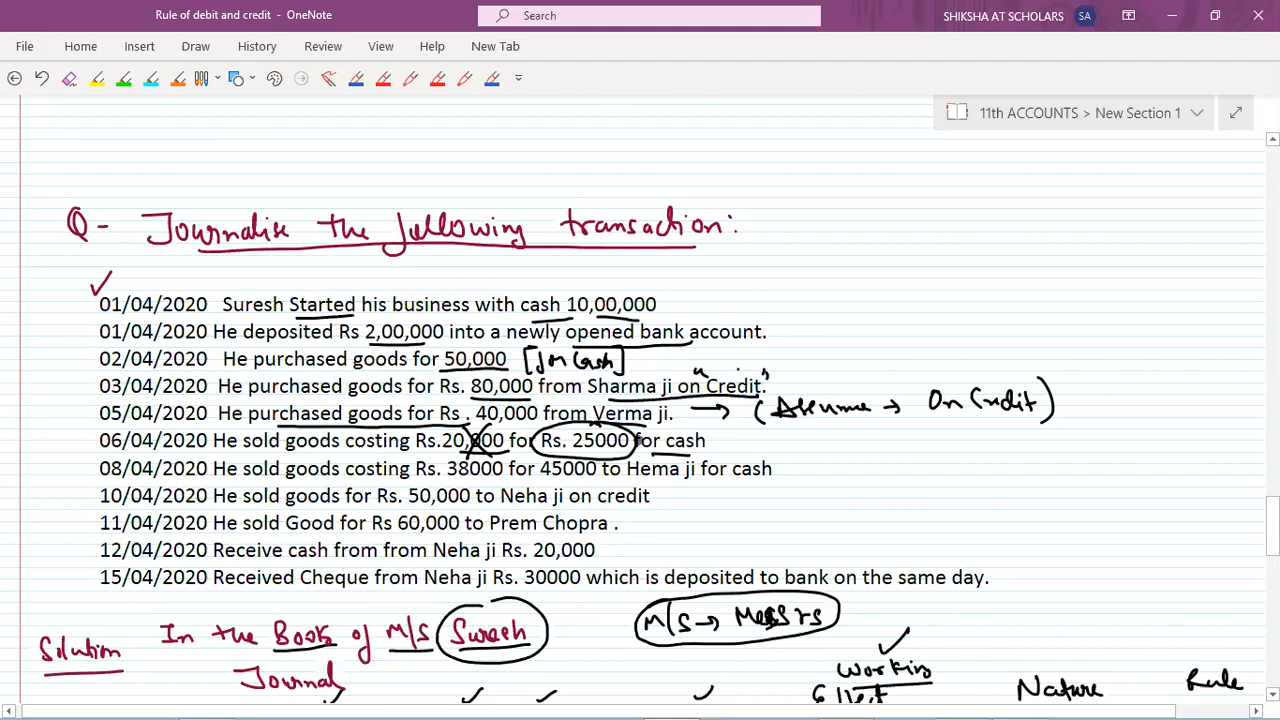 Rule of debit and credit - OneNote
Search
SHIKSHA AT SCHOLARS SA
File Home Insert Draw History Review View Help New Tab
11th ACCOUNTS > New Section 1
Q- Journalise the following transaction:
01/04/2020 Suresh Started his business with cash 10,00,000
01/04/2020 He deposited Rs 2,00,000 into a newly opened bank account.
02/04/2020 He purchased goods for 50,000 [for Cash]
03/04/2020 He purchased goods for Rs. 80,000 from Sharma ji "on Credit."
05/04/2020 He purchased goods for Rs . 40,000 from Verma ji. → (Assume → On Credit)
06/04/2020 He sold goods costing Rs.20,000 for Rs. 25000 for cash
08/04/2020 He sold goods costing Rs. 38000 for 45000 to Hema ji for cash
10/04/2020 He sold goods for Rs. 50,000 to Neha ji on credit
11/04/2020 He sold Good for Rs 60,000 to Prem Chopra .
12/04/2020 Receive cash from from Neha ji Rs. 20,000
15/04/2020 Received Cheque from Neha ji Rs. 30000 which is deposited to bank on the same day.
M/S → Messrs
Solution In the Books of M/S Suresh
Journal
Working
Nature Rule